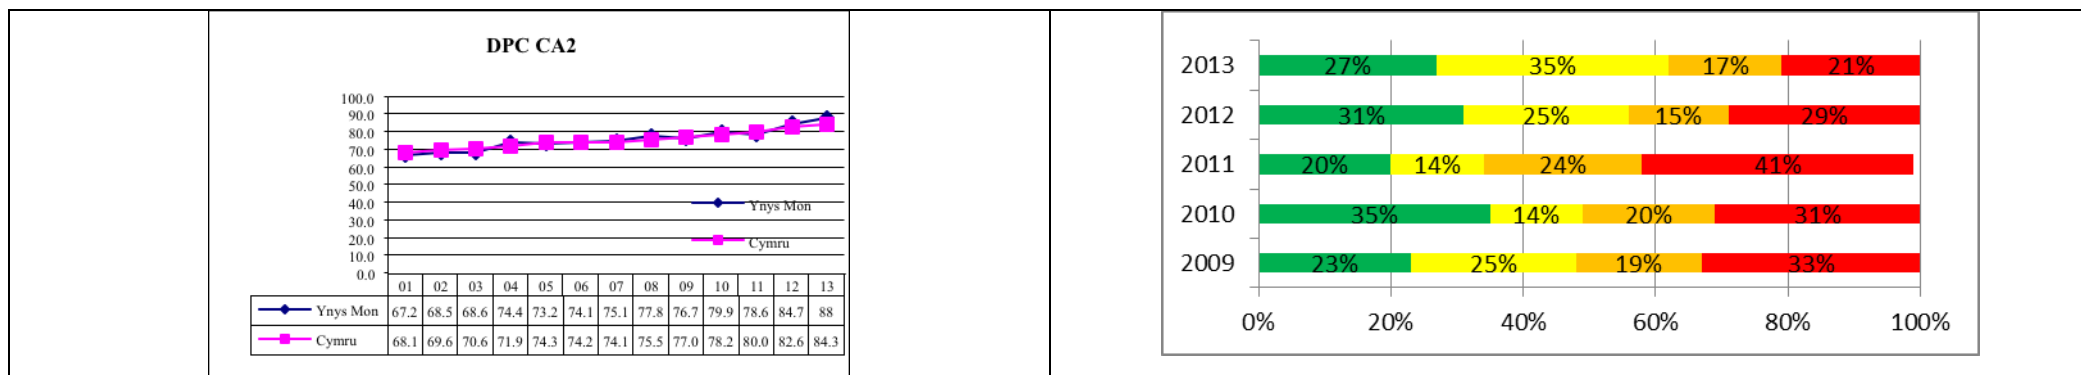 DPC CA2
100.0
90.0
80.0
70.0
60.0
50.0
40.0
30.0
20.0
10.0
0.0
Ynys Mon
Cymru
01 02 03 04 05 06 07 08 09 10 11 12 13
Ynys Mon 67.2 68.5 68.6 74.4 73.2 74.1 75.1 77.8 76.7 79.9 78.6 84.7 88
Cymru 68.1 69.6 70.6 71.9 74.3 74.2 74.1 75.5 77.0 78.2 80.0 82.6 84.3
2013 27% 35% 17% 21%
2012 31% 25% 15% 29%
2011 20% 14% 24% 41%
2010 35% 14% 20% 31%
2009 23% 25% 19% 33%
0% 20% 40% 60% 80% 100%